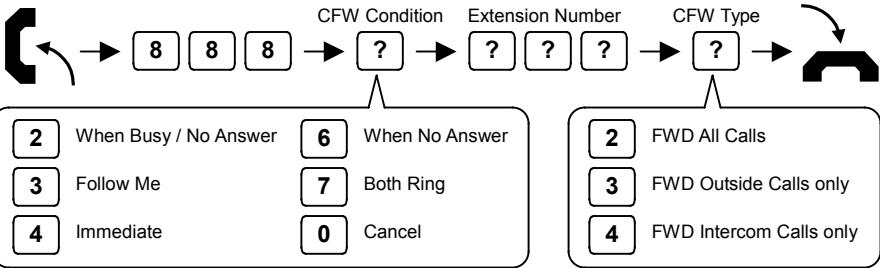 CFW Condition Extension Number CFW Type
8 8 8 ? ? ? ? ?
2 When Busy / No Answer 6 When No Answer 2 FWD All Calls
3 Follow Me 7 Both Ring 3 FWD Outside Calls only
4 Immediate 0 Cancel 4 FWD Intercom Calls only